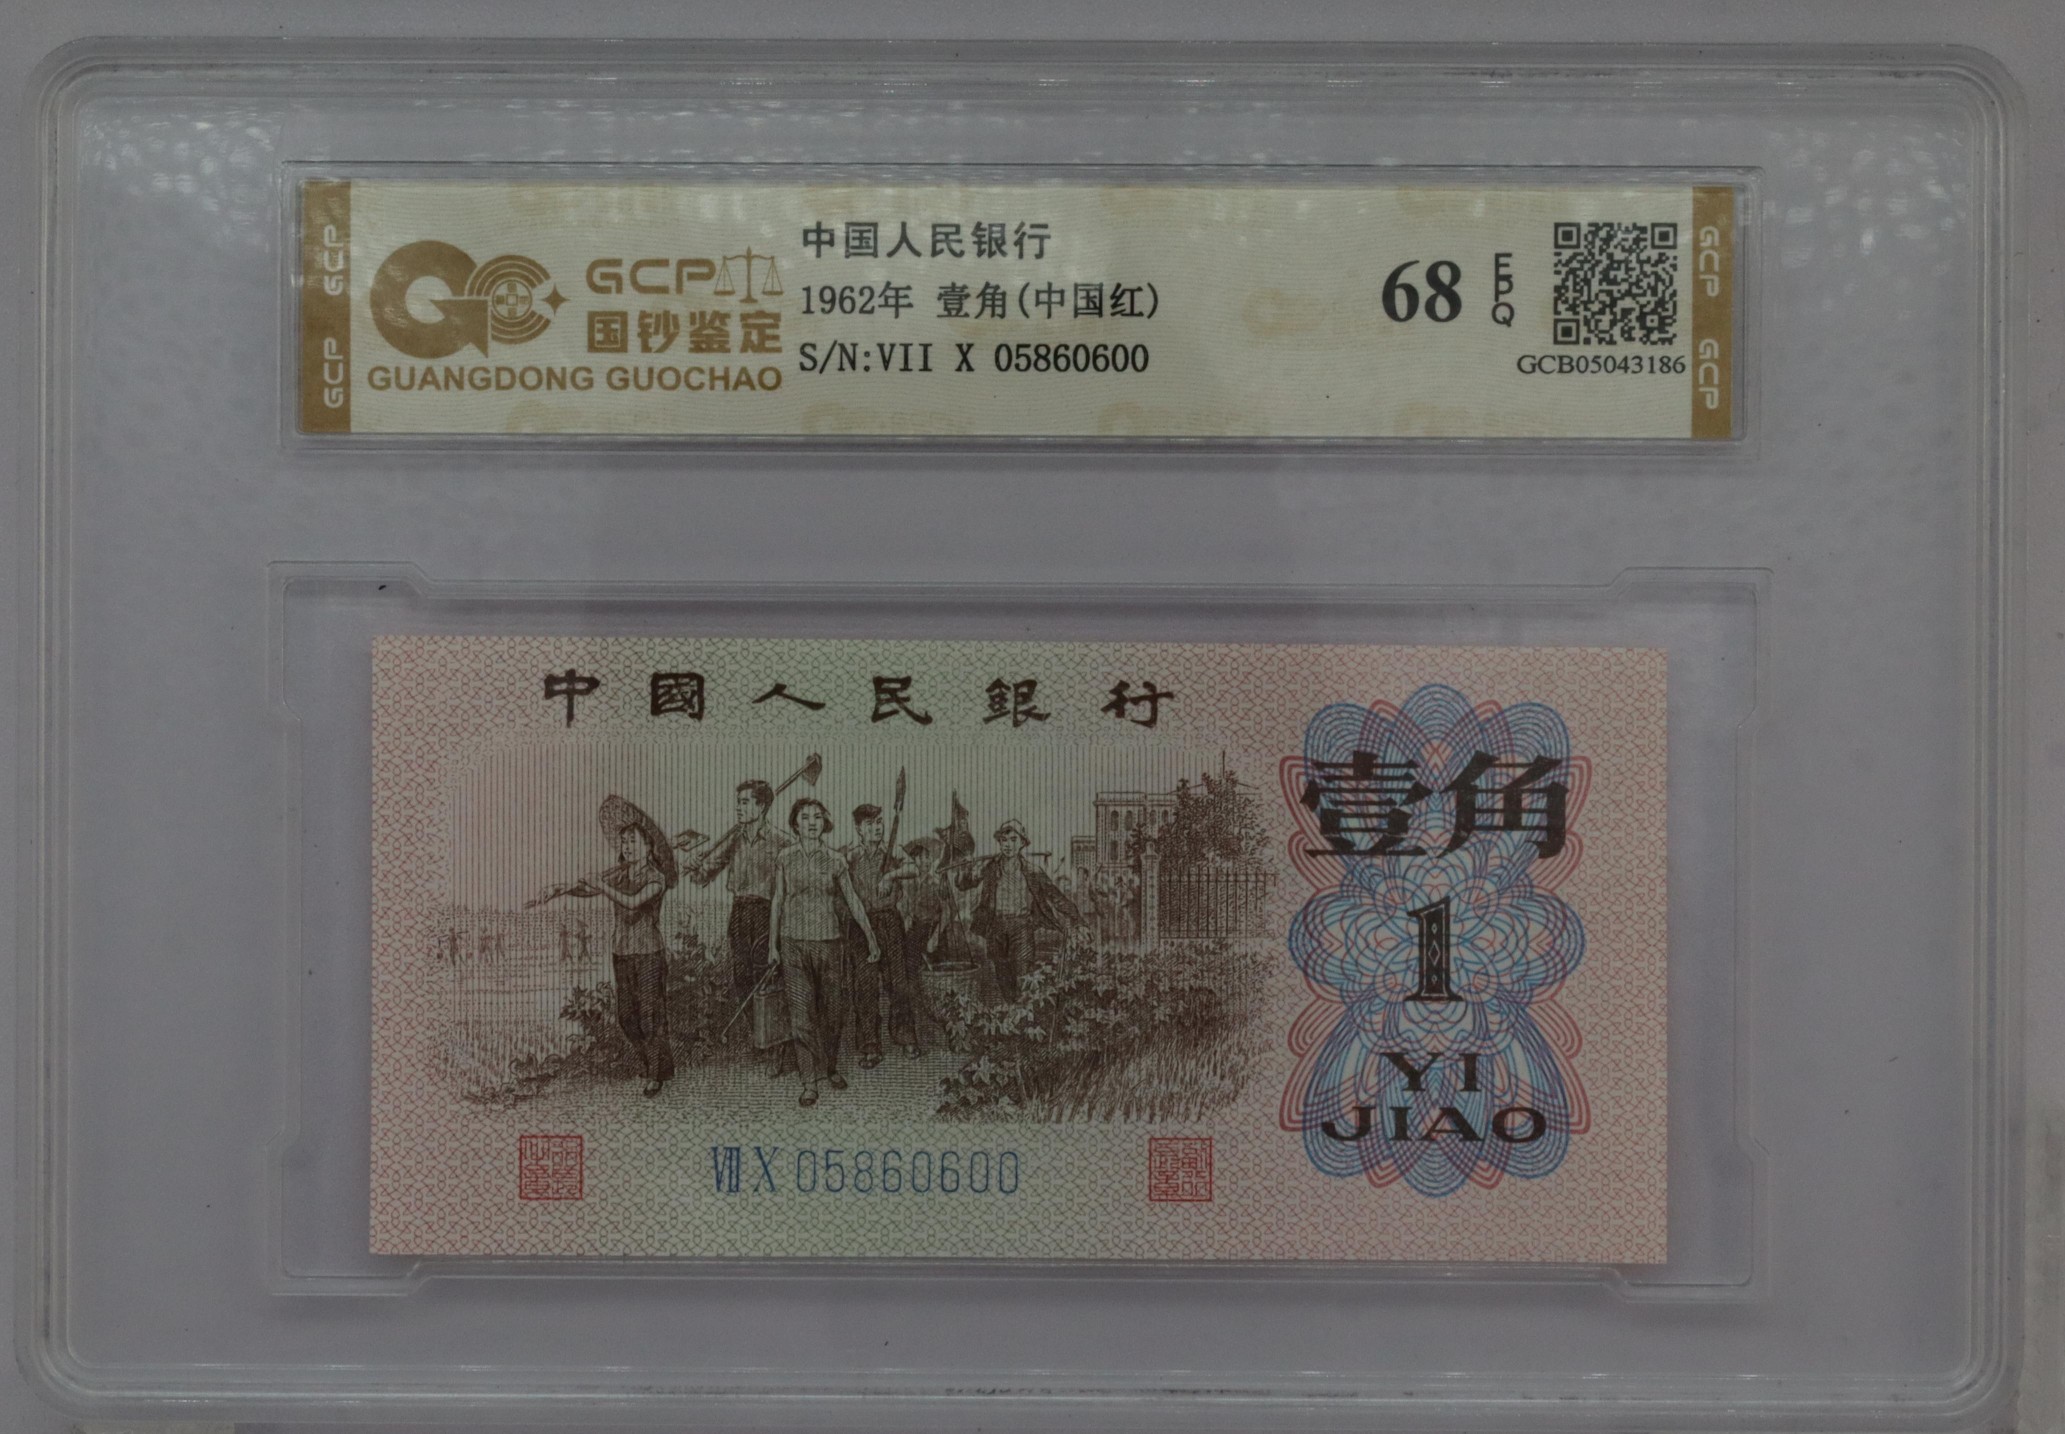 GCP
GCP
GCP
国钞鉴定
GUANGDONG GUOCHAO
中国人民银行
1962年 壹角(中国红)
S/N:VII X 05860600
68 EPQ
GCB05043186
GCP
GCP
中國人民銀行
壹角
1
YI
JIAO
VII X 05860600